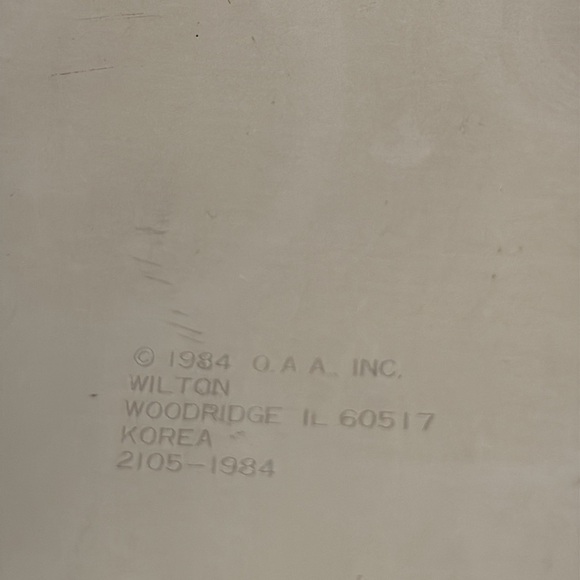 © 1984 O.A A.. INC.
WILTON
WOODRIDGE IL 60517
KOREA
2105-1984